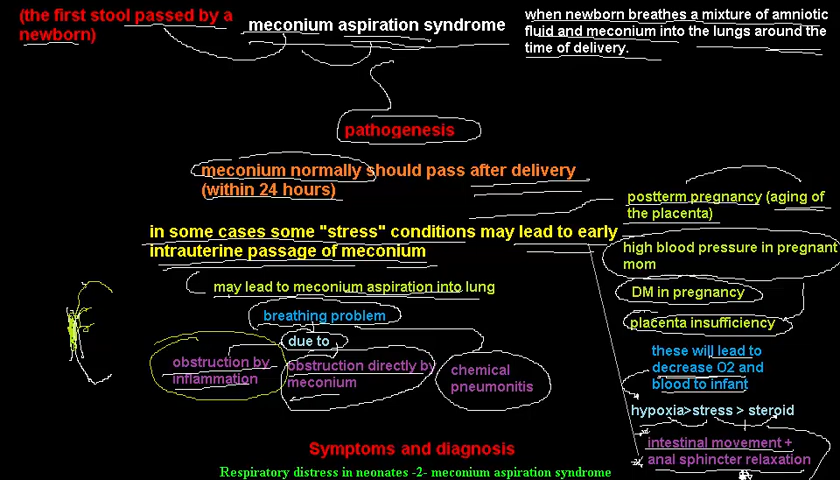 (the first stool passed by a
newborn)
meconium aspiration syndrome
when newborn breathes a mixture of amniotic
fluid and meconium into the lungs around the
time of delivery.
pathogenesis
meconium normally should pass after delivery
(within 24 hours)
in some cases some "stress" conditions may lead to early
intrauterine passage of meconium
may lead to meconium aspiration into lung
breathing problem
due to
obstruction by
inflammation
obstruction directly by
meconium
chemical
pneumonitis
postterm pregnancy (aging of
the placenta)
high blood pressure in pregnant
mom
DM in pregnancy
placenta insufficiency
these will lead to
decrease O2 and
blood to infant
hypoxia>stress > steroid
intestinal movement +
anal sphincter relaxation
Symptoms and diagnosis
Respiratory distress in neonates -2- meconium aspiration syndrome